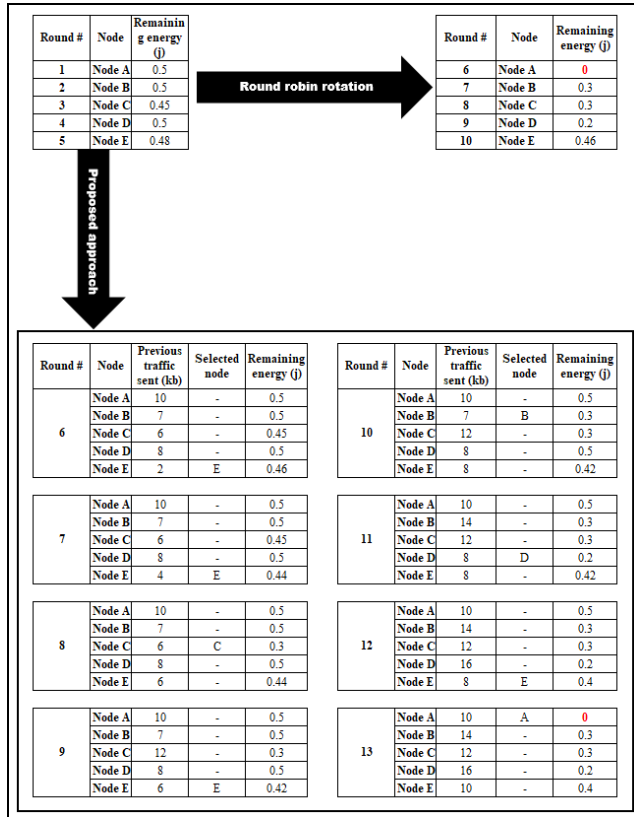 Round # Node Remainin g energy (j)
1 Node A 0.5
2 Node B 0.5
3 Node C 0.45
4 Node D 0.5
5 Node E 0.48
Round robin rotation
Round # Node Remaining energy (j)
6 Node A 0
7 Node B 0.3
8 Node C 0.3
9 Node D 0.2
10 Node E 0.46
Proposed approach
Round # Node Previous traffic sent (kb) Selected node Remaining energy (j)
6
Node A 10 - 0.5
Node B 7 - 0.5
Node C 6 - 0.45
Node D 8 - 0.5
Node E 2 E 0.46
7
Node A 10 - 0.5
Node B 7 - 0.5
Node C 6 - 0.45
Node D 8 - 0.5
Node E 4 E 0.44
8
Node A 10 - 0.5
Node B 7 - 0.5
Node C 6 C 0.3
Node D 8 - 0.5
Node E 6 - 0.44
9
Node A 10 - 0.5
Node B 7 - 0.5
Node C 12 - 0.3
Node D 8 - 0.5
Node E 6 E 0.42
Round # Node Previous traffic sent (kb) Selected node Remaining energy (j)
10
Node A 10 - 0.5
Node B 7 B 0.3
Node C 12 - 0.3
Node D 8 - 0.5
Node E 8 - 0.42
11
Node A 10 - 0.5
Node B 14 - 0.3
Node C 12 - 0.3
Node D 8 D 0.2
Node E 8 - 0.42
12
Node A 10 - 0.5
Node B 14 - 0.3
Node C 12 - 0.3
Node D 16 - 0.2
Node E 8 E 0.4
13
Node A 10 A 0
Node B 14 - 0.3
Node C 12 - 0.3
Node D 16 - 0.2
Node E 10 - 0.4